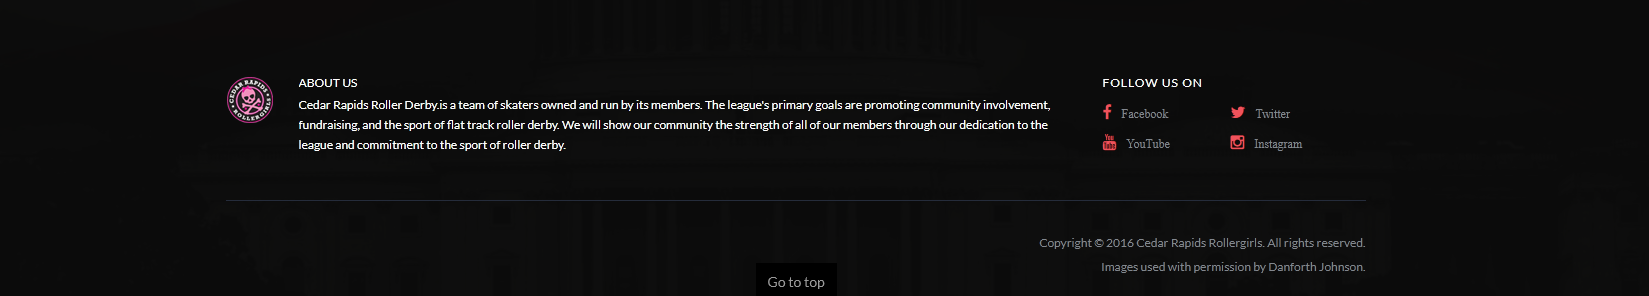 CEDAR RAPIDS
ROLLERGIRLS
ABOUT US
Cedar Rapids Roller Derby.is a team of skaters owned and run by its members. The league's primary goals are promoting community involvement,
fundraising, and the sport of flat track roller derby. We will show our community the strength of all of our members through our dedication to the
league and commitment to the sport of roller derby.
FOLLOW US ON
Facebook
Twitter
You
Tube
YouTube
Instagram
Copyright © 2016 Cedar Rapids Rollergirls. All rights reserved.
Images used with permission by Danforth Johnson.
Go to top